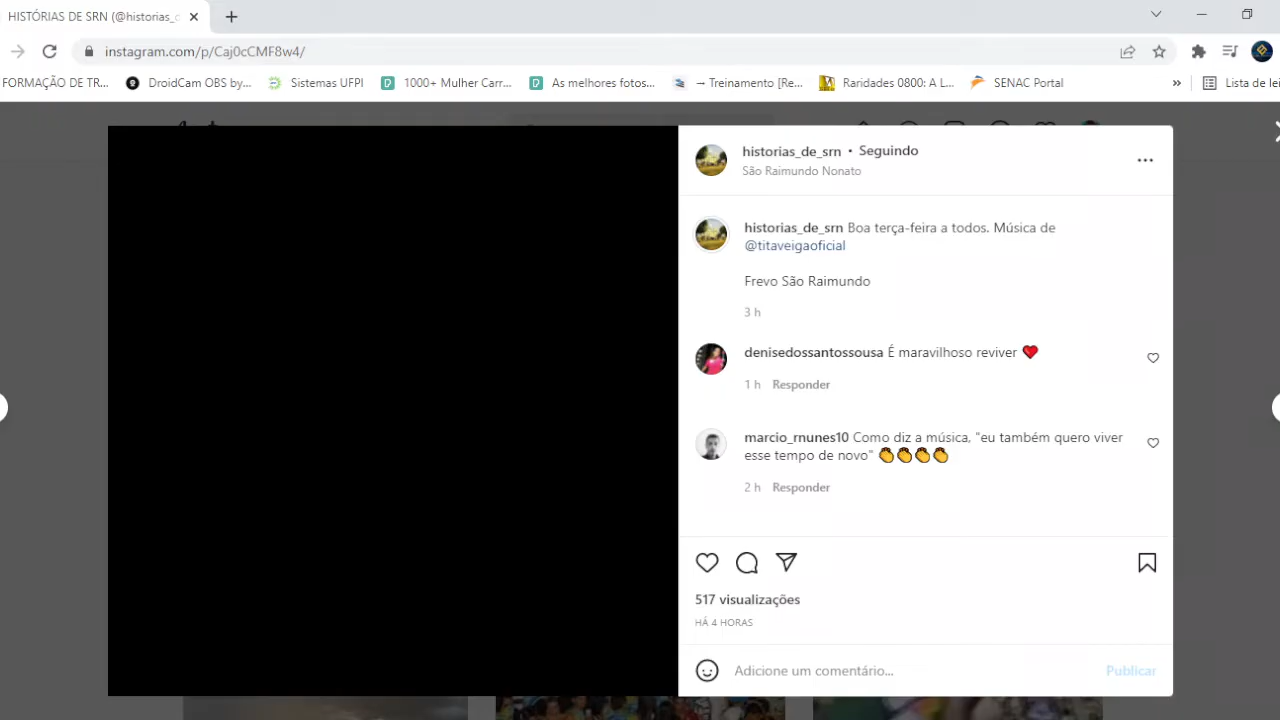 HISTÓRIAS DE SRN (@historias_
instagram.com/p/Caj0cCMF8w4/
FORMAÇÃO DE TR... DroidCam OBS by... Sistemas UFPI 1000+ Mulher Carr... As melhores fotos... → Treinamento [Re... Raridades 0800: A L... SENAC Portal » Lista de lei
historias_de_srn • Seguindo
São Raimundo Nonato
historias_de_srn Boa terça-feira a todos. Música de
@titaveigaoficial
Frevo São Raimundo
3 h
denisedossantossousa É maravilhoso reviver ❤️
1 h Responder
marcio_rnunes10 Como diz a música, "eu também quero viver
esse tempo de novo" 👏👏👏👏
2 h Responder
517 visualizações
HÁ 4 HORAS
Adicione um comentário... Publicar